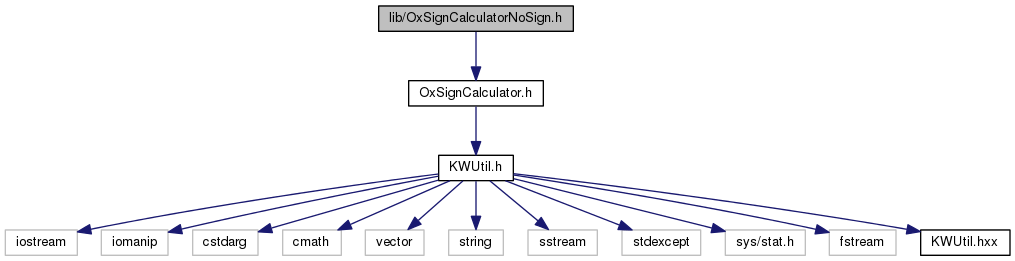 lib/OxSignCalculatorNoSign.h
OxSignCalculator.h
KWUtil.h
iostream iomanip cstdarg cmath vector string sstream stdexcept sys/stat.h fstream KWUtil.hxx